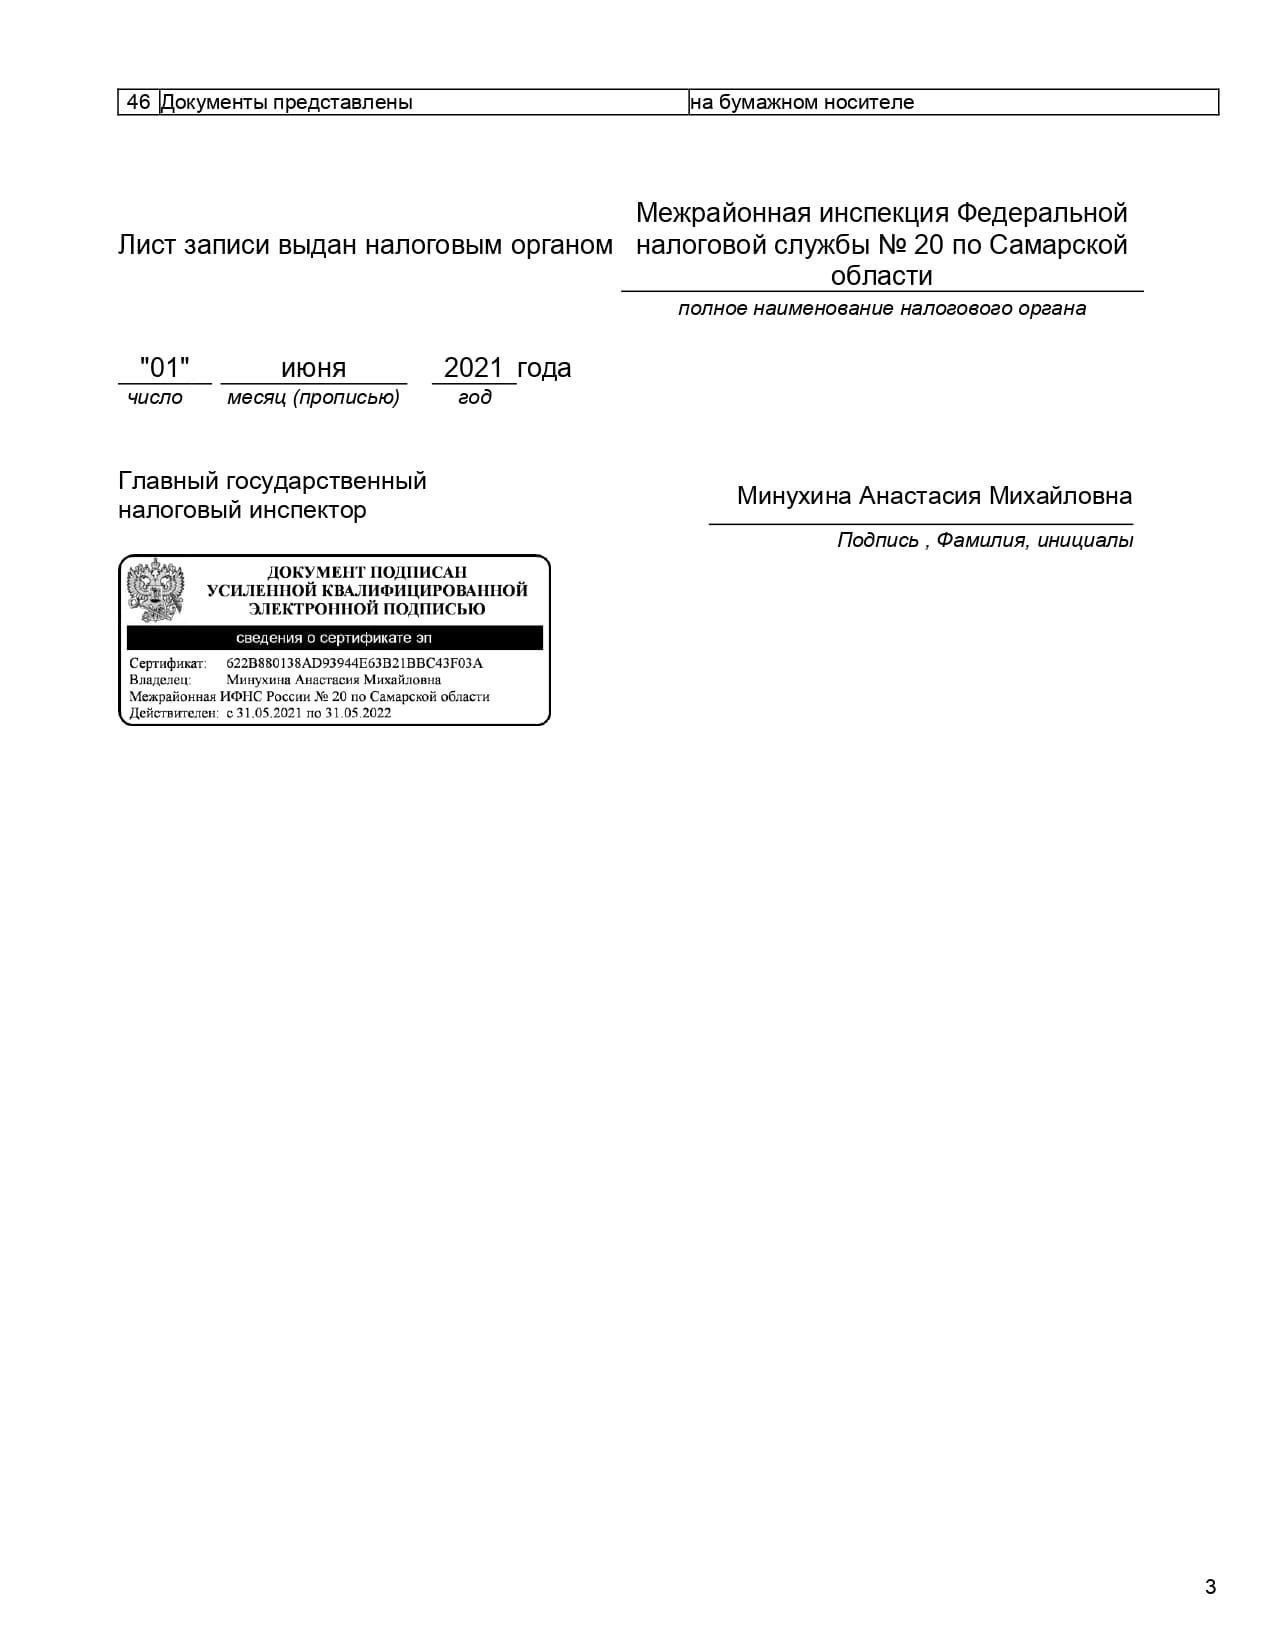 46 Документы представлены на бумажном носителе
Межрайонная инспекция Федеральной
Лист записи выдан налоговым органом налоговой службы № 20 по Самарской
области
полное наименование налогового органа
"01" июня 2021 года
число месяц (прописью) год
Главный государственный
налоговый инспектор
Минухина Анастасия Михайловна
Подпись , Фамилия, инициалы
ДОКУМЕНТ ПОДПИСАН
УСИЛЕННОЙ КВАЛИФИЦИРОВАННОЙ
ЭЛЕКТРОННОЙ ПОДПИСЬЮ
сведения о сертификате эп
Сертификат: 622B880138AD93944E63B21BBC43F03A
Владелец: Минухина Анастасия Михайловна
Межрайонная ИФНС России № 20 по Самарской области
Действителен: с 31.05.2021 по 31.05.2022
3